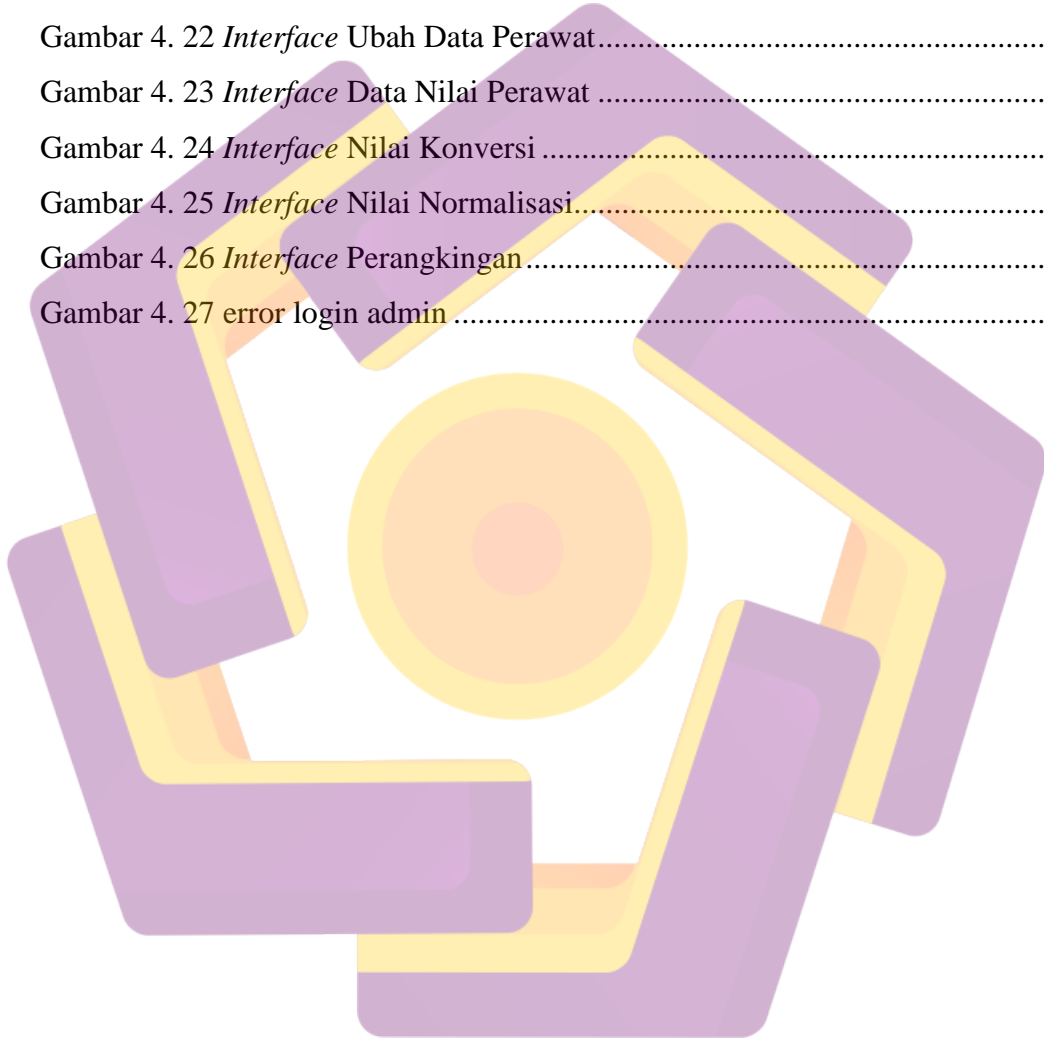 Gambar 4. 22 Interface Ubah Data Perawat........................................................
Gambar 4. 23 Interface Data Nilai Perawat ........................................................
Gambar 4. 24 Interface Nilai Konversi ...............................................................
Gambar 4. 25 Interface Nilai Normalisasi...........................................................
Gambar 4. 26 Interface Perangkingan.................................................................
Gambar 4. 27 error login admin ..........................................................................